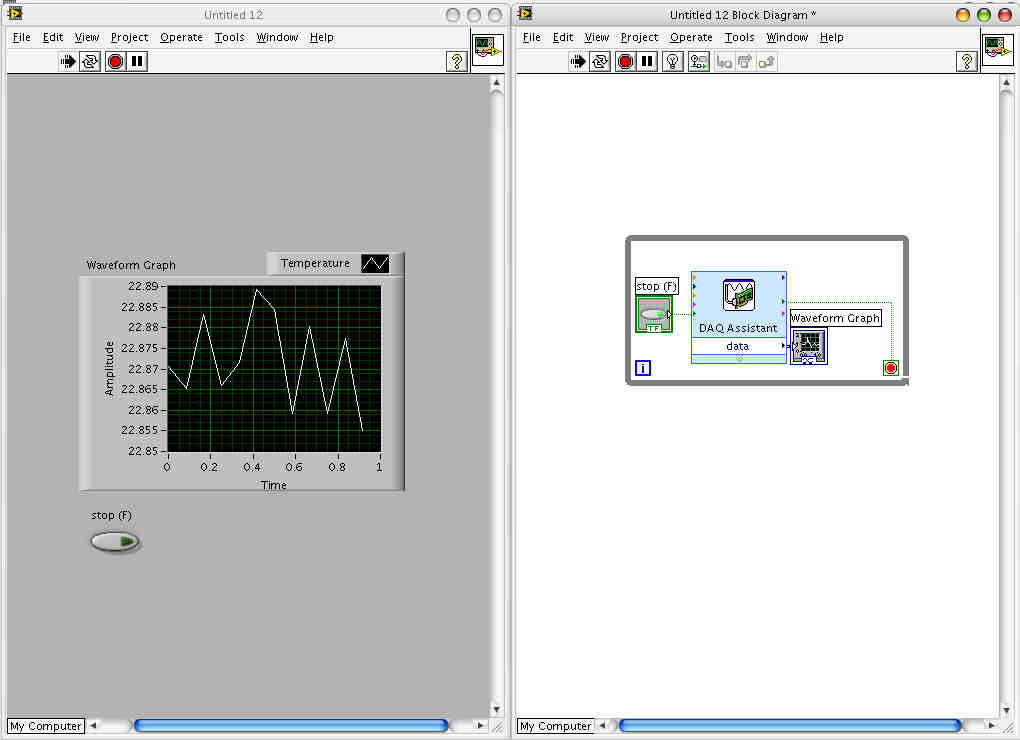 Untitled 12
File Edit View Project Operate Tools Window Help
?
Waveform Graph
Temperature
22.89
22.885
22.88
22.875
22.87
22.865
22.86
22.855
22.85
Amplitude
0 0.2 0.4 0.6 0.8 1
Time
stop (F)
My Computer
Untitled 12 Block Diagram *
File Edit View Project Operate Tools Window Help
?
stop (F)
TF
DAQ Assistant
data
Waveform Graph
i
My Computer